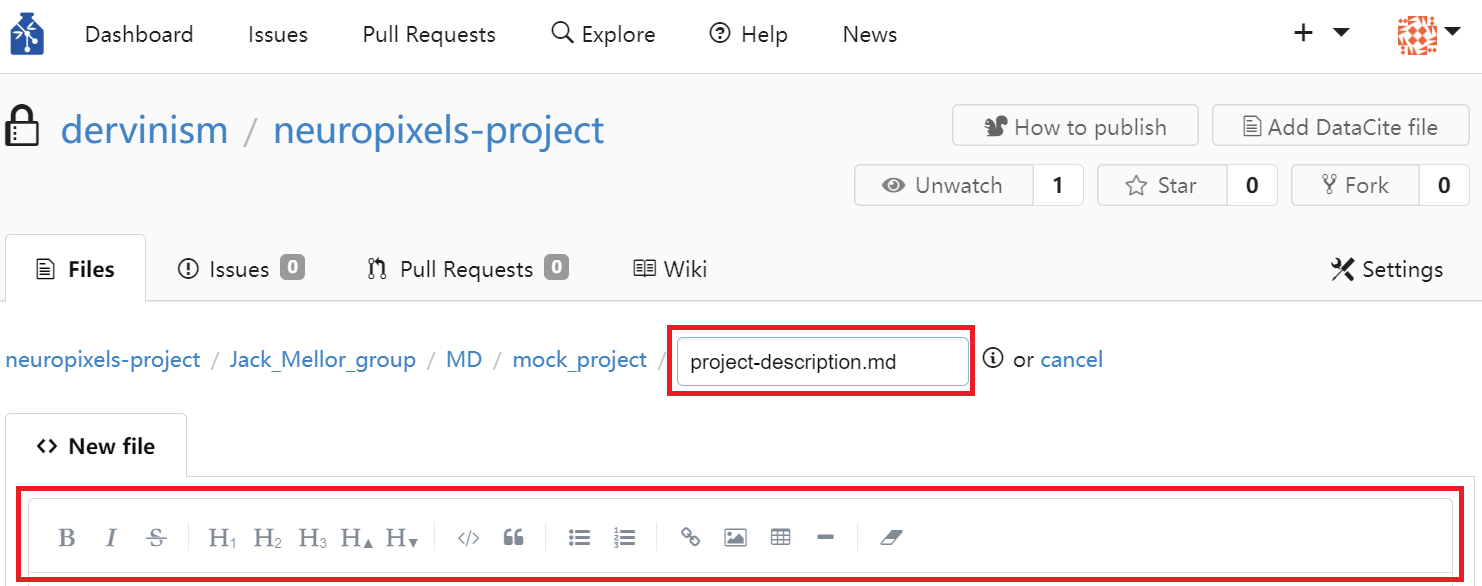 Dashboard Issues Pull Requests Explore Help News
dervinism / neuropixels-project
How to publish Add DataCite file
Unwatch 1 Star 0 Fork 0
Files Issues 0 Pull Requests 0 Wiki Settings
neuropixels-project / Jack_Mellor_group / MD / mock_project / project-description.md or cancel
New file
B I S H1 H2 H3 H▲ H▼